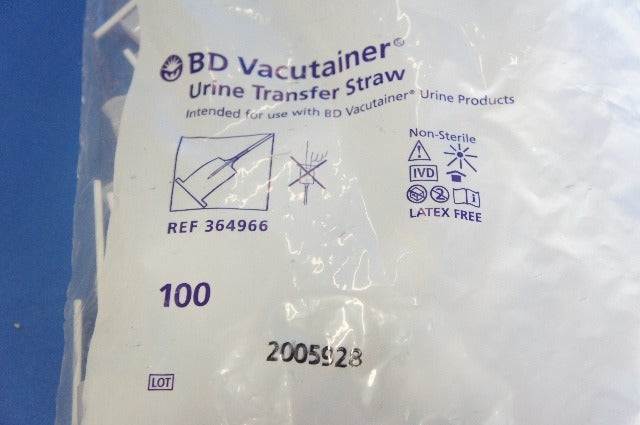 BD Vacutainer®
Urine Transfer Straw
Intended for use with BD Vacutainer® Urine Products
Non-Sterile
IVD
LATEX FREE
REF 364966
100
2005928
LOT